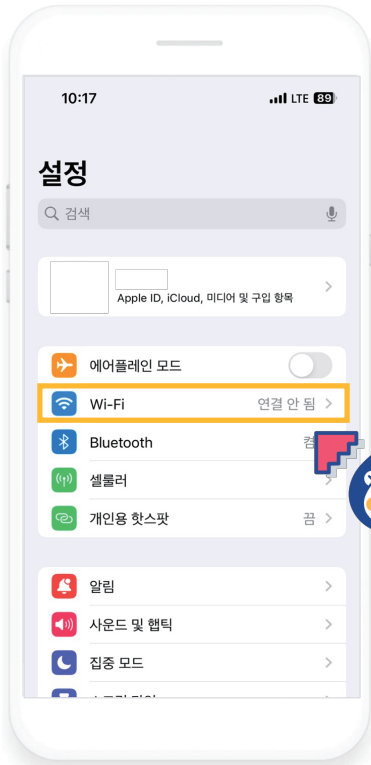 10:17 LTE 89
설정
검색
Apple ID, iCloud, 미디어 및 구입 항목
에어플레인 모드
Wi-Fi 연결 안 됨
Bluetooth 켬
셀룰러
개인용 핫스팟 끔
알림
사운드 및 햅틱
집중 모드